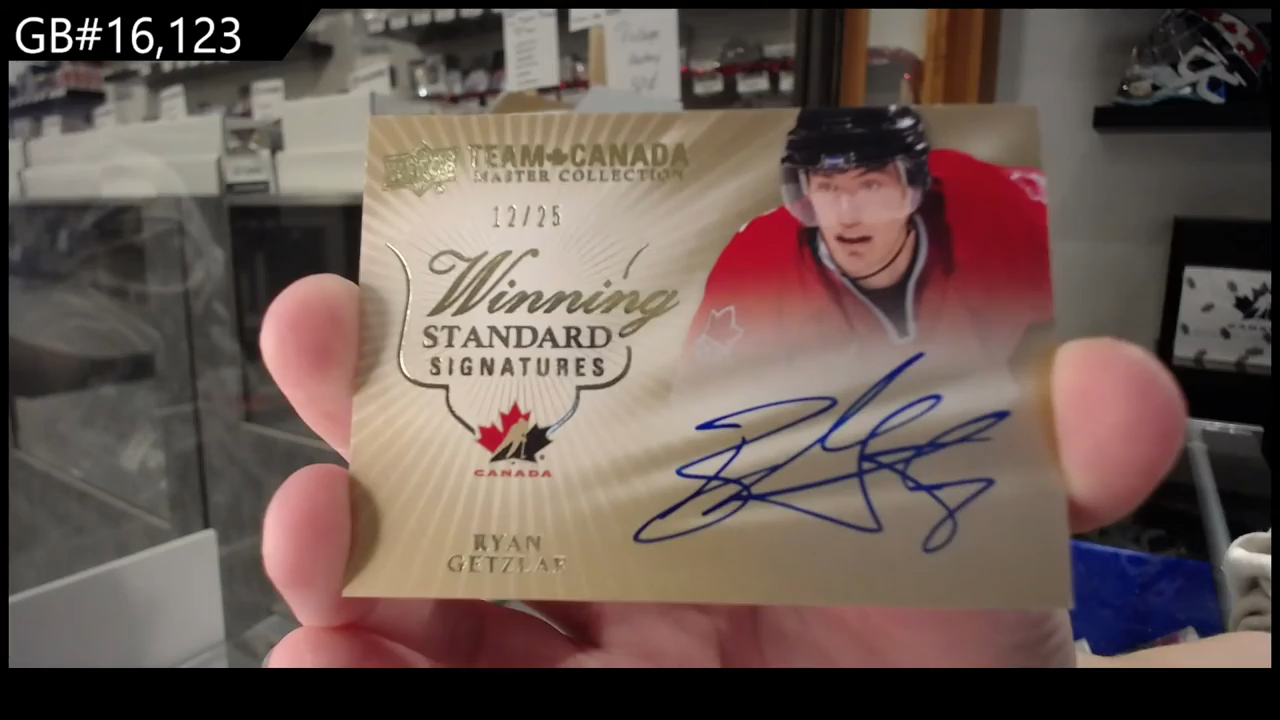 GB#16,123
TEAM CANADA
MASTER COLLECTION
12/25
Winning
STANDARD
SIGNATURES
CANADA
RYAN
GETZLAF